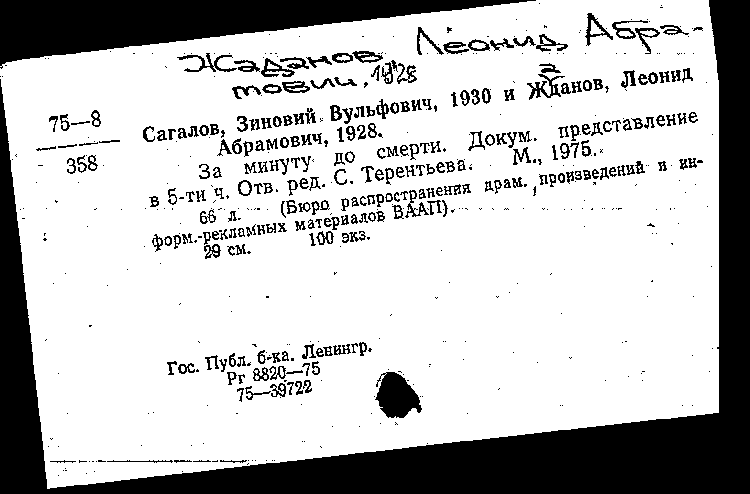 Жаданов Леонид Абра-
мович, 1928
75—8
358
Сагалов, Зиновий Вульфович, 1930 и Жданов, Леонид
а
Абрамович, 1928.
За минуту до смерти. Докум. представление
в 5-ти ч. Отв. ред. С. Терентьева. М., 1975.
66 л. (Бюро распространения драм. произведений и ин-
форм.-рекламных материалов ВААП).
29 см. 100 экз.
Гос. Публ. б-ка. Ленингр.
Рг 8820—75
75—39722